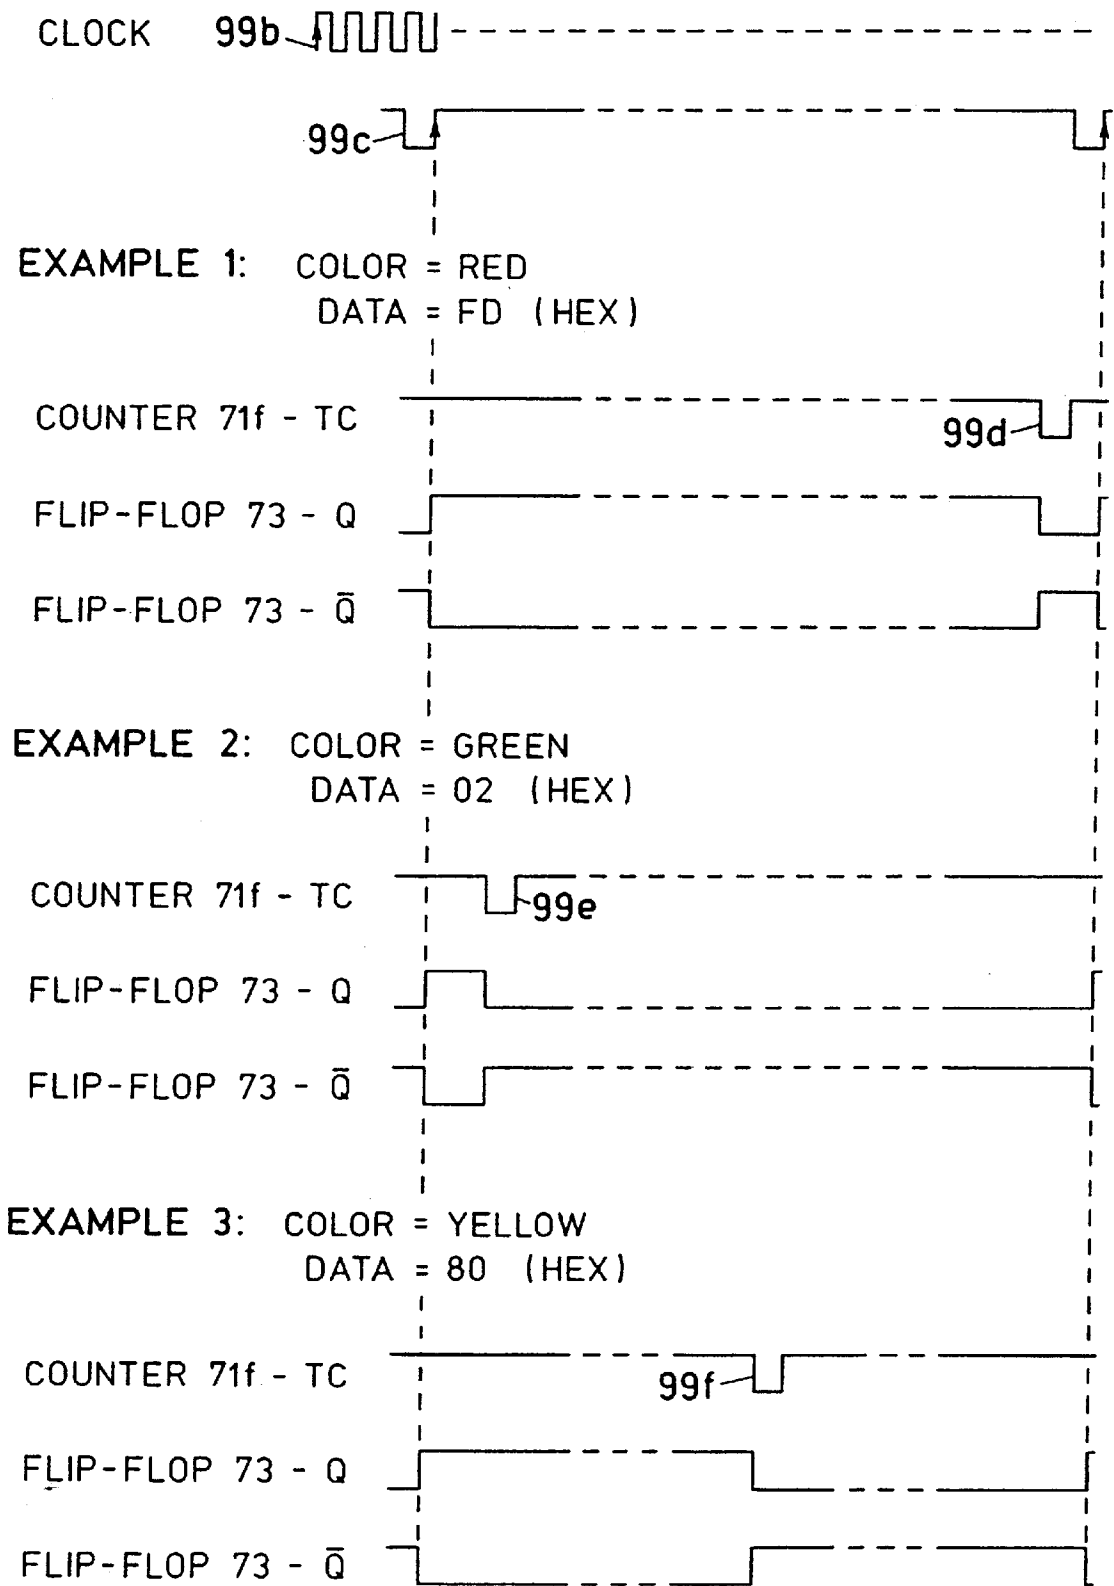 CLOCK 99b
99c
EXAMPLE 1: COLOR = RED
DATA = FD (HEX)
COUNTER 71f - TC 99d
FLIP-FLOP 73 - Q
FLIP-FLOP 73 - Q̄
EXAMPLE 2: COLOR = GREEN
DATA = 02 (HEX)
COUNTER 71f - TC 99e
FLIP-FLOP 73 - Q
FLIP-FLOP 73 - Q̄
EXAMPLE 3: COLOR = YELLOW
DATA = 80 (HEX)
COUNTER 71f - TC 99f
FLIP-FLOP 73 - Q
FLIP-FLOP 73 - Q̄